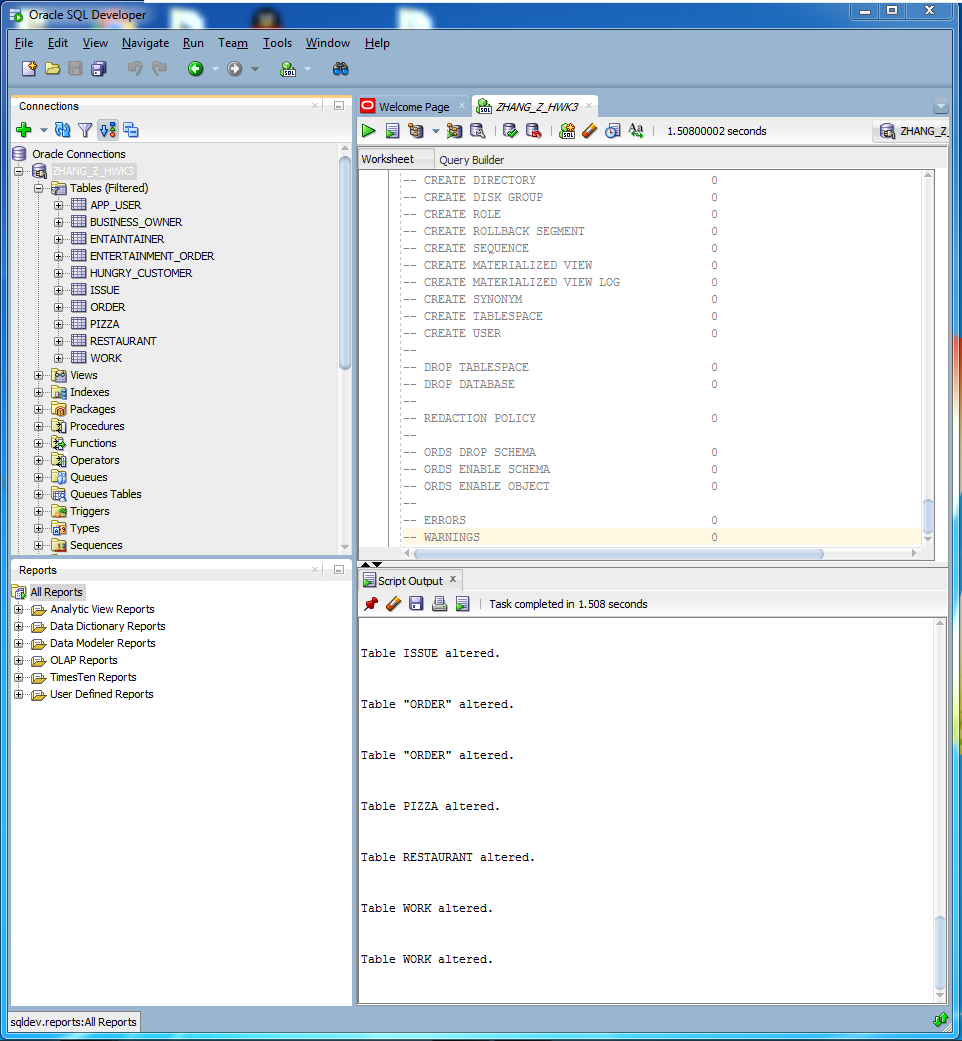 Oracle SQL Developer
File Edit View Navigate Run Team Tools Window Help
Connections
Oracle Connections
ZHANG_Z_HWK3
Tables (Filtered)
APP_USER
BUSINESS_OWNER
ENTAINTAINER
ENTERTAINMENT_ORDER
HUNGRY_CUSTOMER
ISSUE
ORDER
PIZZA
RESTAURANT
WORK
Views
Indexes
Packages
Procedures
Functions
Operators
Queues
Queues Tables
Triggers
Types
Sequences
Reports
All Reports
Analytic View Reports
Data Dictionary Reports
Data Modeler Reports
OLAP Reports
TimesTen Reports
User Defined Reports
Welcome Page ZHANG_Z_HWK3
1.50800002 seconds ZHANG_Z_
Worksheet Query Builder
-- CREATE DIRECTORY 0
-- CREATE DISK GROUP 0
-- CREATE ROLE 0
-- CREATE ROLLBACK SEGMENT 0
-- CREATE SEQUENCE 0
-- CREATE MATERIALIZED VIEW 0
-- CREATE MATERIALIZED VIEW LOG 0
-- CREATE SYNONYM 0
-- CREATE TABLESPACE 0
-- CREATE USER 0
--
-- DROP TABLESPACE 0
-- DROP DATABASE 0
--
-- REDACTION POLICY 0
--
-- ORDS DROP SCHEMA 0
-- ORDS ENABLE SCHEMA 0
-- ORDS ENABLE OBJECT 0
--
-- ERRORS 0
-- WARNINGS 0
Script Output
Task completed in 1.508 seconds
Table ISSUE altered.
Table "ORDER" altered.
Table "ORDER" altered.
Table PIZZA altered.
Table RESTAURANT altered.
Table WORK altered.
Table WORK altered.
sqldev.reports:All Reports